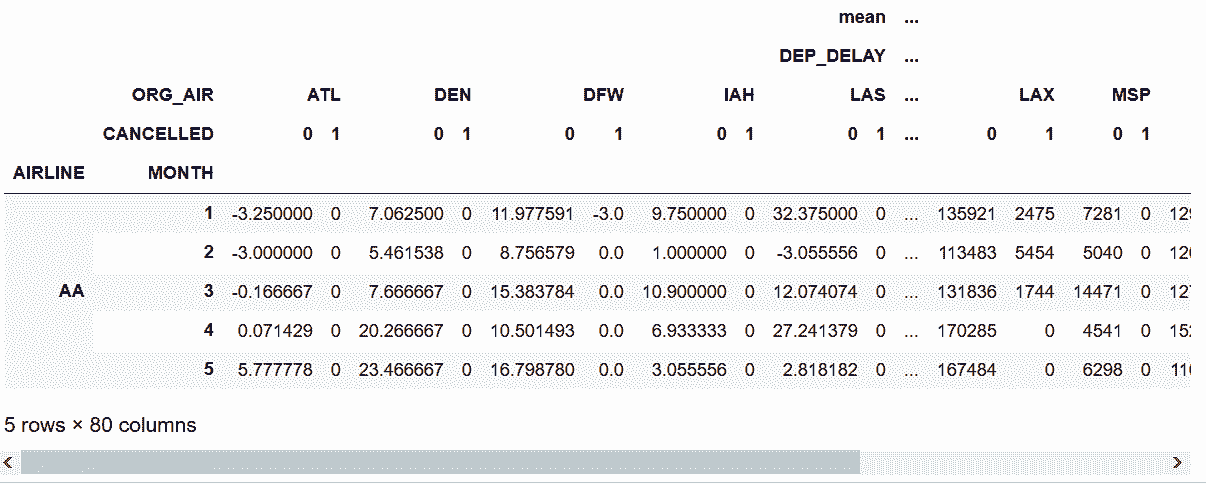 mean ...
DEP_DELAY ...
ORG_AIR ATL DEN DFW IAH LAS ... LAX MSP
CANCELLED 0 1 0 1 0 1 0 1 0 1 ... 0 1 0 1
AIRLINE MONTH
1 -3.250000 0 7.062500 0 11.977591 -3.0 9.750000 0 32.375000 0 ... 135921 2475 7281 0
2 -3.000000 0 5.461538 0 8.756579 0.0 1.000000 0 -3.055556 0 ... 113483 5454 5040 0
AA 3 -0.166667 0 7.666667 0 15.383784 0.0 10.900000 0 12.074074 0 ... 131836 1744 14471 0
4 0.071429 0 20.266667 0 10.501493 0.0 6.933333 0 27.241379 0 ... 170285 0 4541 0
5 5.777778 0 23.466667 0 16.798780 0.0 3.055556 0 2.818182 0 ... 167484 0 6298 0
5 rows × 80 columns